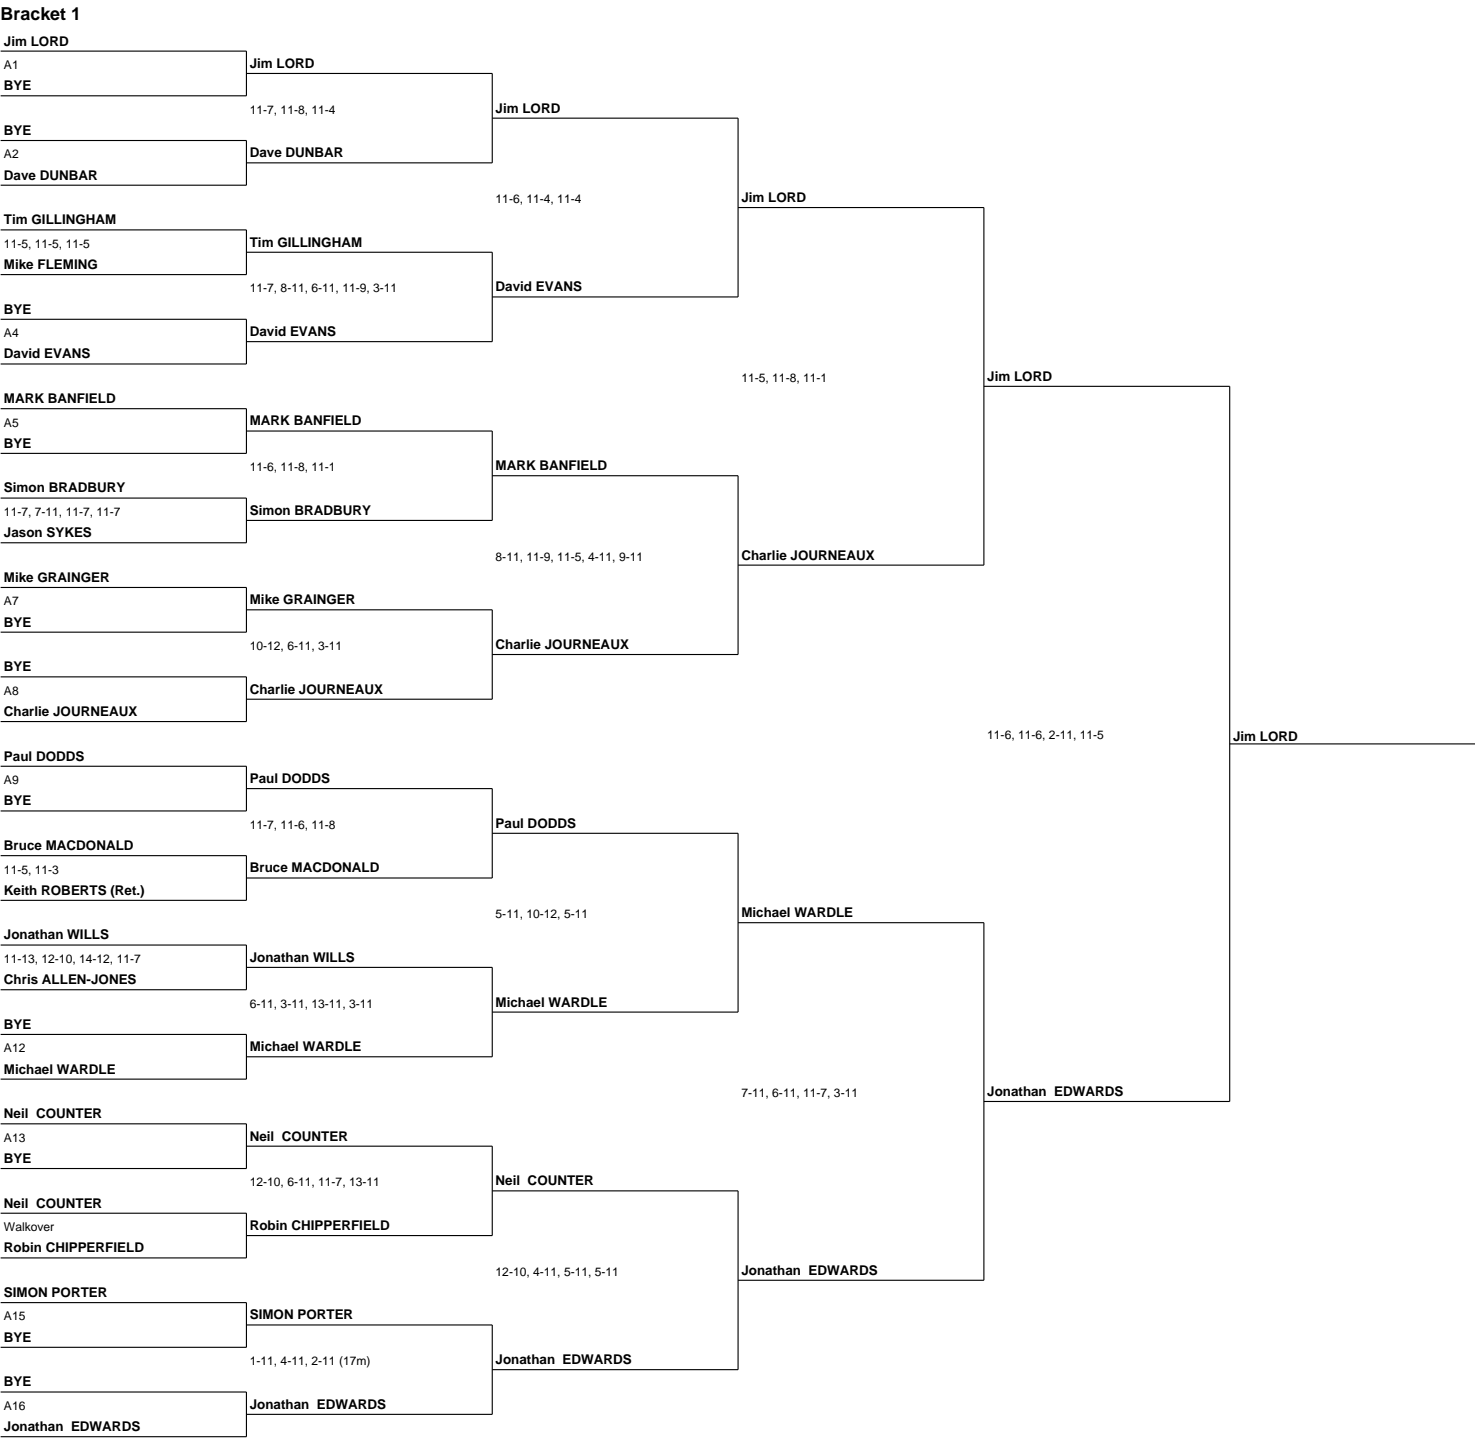 Bracket 1
Jim LORD
A1
BYE
BYE
A2
Dave DUNBAR
Tim GILLINGHAM
11-5, 11-5, 11-5
Mike FLEMING
BYE
A4
David EVANS
MARK BANFIELD
A5
BYE
Simon BRADBURY
11-7, 7-11, 11-7, 11-7
Jason SYKES
Mike GRAINGER
A7
BYE
BYE
A8
Charlie JOURNEAUX
Paul DODDS
A9
BYE
Bruce MACDONALD
11-5, 11-3
Keith ROBERTS (Ret.)
Jonathan WILLS
11-13, 12-10, 14-12, 11-7
Chris ALLEN-JONES
BYE
A12
Michael WARDLE
Neil  COUNTER
A13
BYE
Neil  COUNTER
Walkover
Robin CHIPPERFIELD
SIMON PORTER
A15
BYE
BYE
A16
Jonathan  EDWARDS
Jim LORD
11-7, 11-8, 11-4
Dave DUNBAR
Tim GILLINGHAM
11-7, 8-11, 6-11, 11-9, 3-11
David EVANS
MARK BANFIELD
11-6, 11-8, 11-1
Simon BRADBURY
Mike GRAINGER
10-12, 6-11, 3-11
Charlie JOURNEAUX
Paul DODDS
11-7, 11-6, 11-8
Bruce MACDONALD
Jonathan WILLS
6-11, 3-11, 13-11, 3-11
Michael WARDLE
Neil  COUNTER
12-10, 6-11, 11-7, 13-11
Robin CHIPPERFIELD
SIMON PORTER
1-11, 4-11, 2-11 (17m)
Jonathan  EDWARDS
Jim LORD
11-6, 11-4, 11-4
David EVANS
MARK BANFIELD
8-11, 11-9, 11-5, 4-11, 9-11
Charlie JOURNEAUX
Paul DODDS
5-11, 10-12, 5-11
Michael WARDLE
Neil  COUNTER
12-10, 4-11, 5-11, 5-11
Jonathan  EDWARDS
Jim LORD
11-5, 11-8, 11-1
Charlie JOURNEAUX
Michael WARDLE
7-11, 6-11, 11-7, 3-11
Jonathan  EDWARDS
Jim LORD
11-6, 11-6, 2-11, 11-5
Jonathan  EDWARDS
Jim LORD